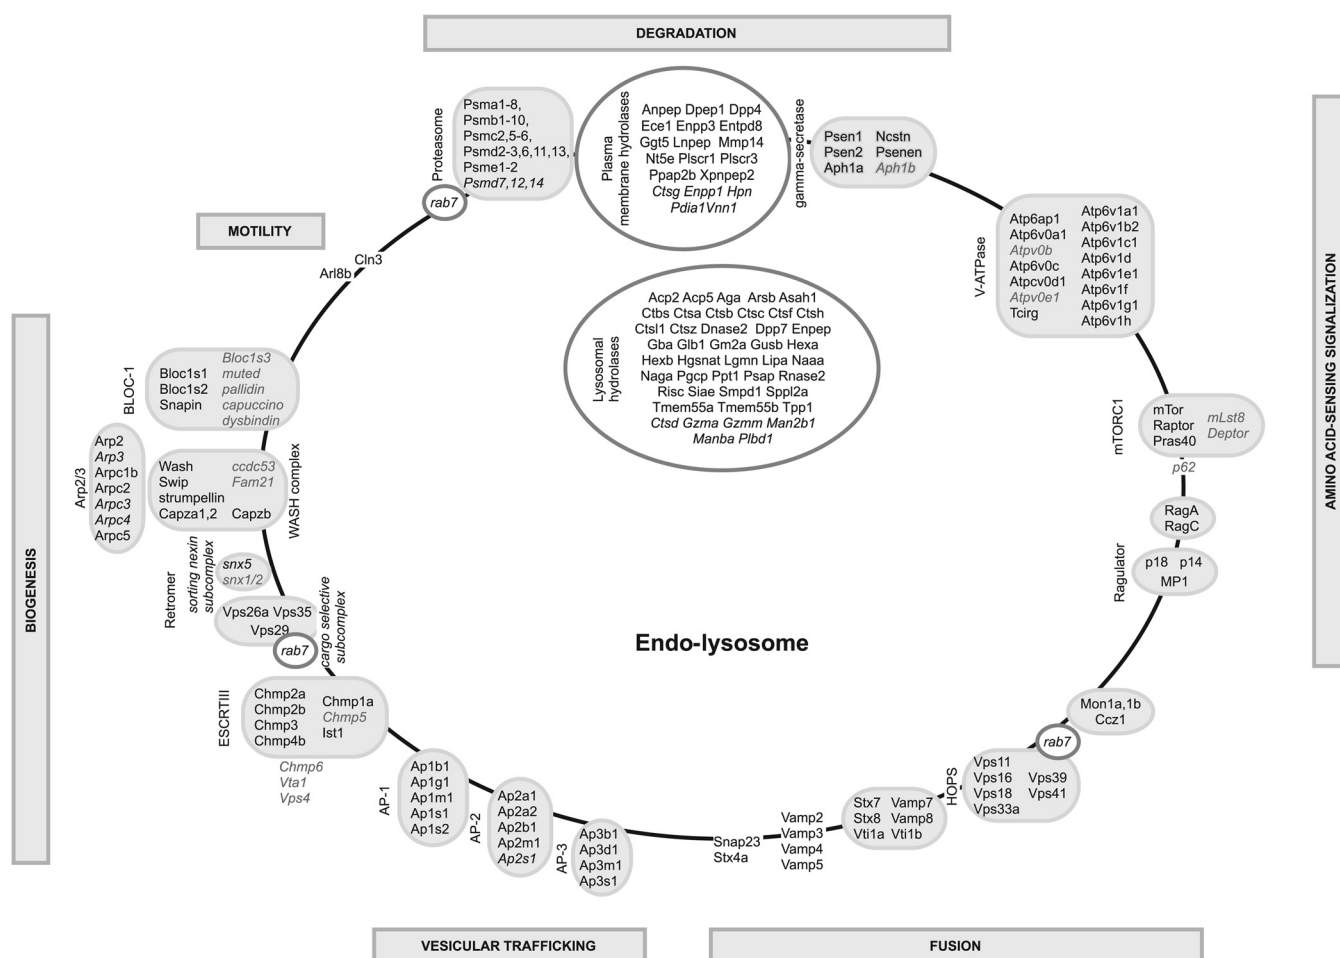 DEGRADATION
Proteasome
Psma1-8,
Psmb1-10,
Psmc2,5-6,
Psmd2-3,6,11,13,
Psme1-2
Psmd7,12,14
rab7
Plasma
membrane hydrolases
Anpep Dpep1 Dpp4
Ece1 Enpp3 Entpd8
Ggt5 Lnpep Mmp14
Nt5e Plscr1 Plscr3
Ppap2b Xpnpep2
Ctsg Enpp1 Hpn
Pdia1Vnn1
gamma-secretase
Psen1 Ncstn
Psen2 Psenen
Aph1a Aph1b
V-ATPase
Atp6ap1
Atp6v0a1
Atpv0b
Atp6v0c
Atpcv0d1
Atpv0e1
Tcirg
Atp6v1a1
Atp6v1b2
Atp6v1c1
Atp6v1d
Atp6v1e1
Atp6v1f
Atp6v1g1
Atp6v1h
AMINO ACID-SENSING SIGNALIZATION
MOTILITY
Cln3
Arl8b
Lysosomal
hydrolases
Acp2 Acp5 Aga Arsb Asah1
Ctbs Ctsa Ctsb Ctsc Ctsf Ctsh
Ctsl1 Ctsz Dnase2 Dpp7 Enpep
Gba Glb1 Gm2a Gusb Hexa
Hexb Hgsnat Lgmn Lipa Naaa
Naga Pgcp Ppt1 Psap Rnase2
Risc Siae Smpd1 Sppl2a
Tmem55a Tmem55b Tpp1
Ctsd Gzma Gzmm Man2b1
Manba Plbd1
BIOGENESIS
BLOC-1
Bloc1s1
Bloc1s2
Snapin
Bloc1s3
muted
pallidin
capuccino
dysbindin
Arp2/3
Arp2
Arp3
Arpc1b
Arpc2
Arpc3
Arpc4
Arpc5
Wash
Swip
strumpellin
Capza1,2
ccdc53
Fam21
Capzb
WASH complex
mTORC1
mTor
Raptor
Pras40
mLst8
Deptor
p62
RagA
RagC
Ragulator
p18 p14
MP1
Retromer
sorting nexin
subcomplex
snx5
snx1/2
Vps26a Vps35
Vps29
cargo selective
subcomplex
rab7
Endo-lysosome
ESCRTIII
Chmp2a
Chmp2b
Chmp3
Chmp4b
Chmp1a
Chmp5
Ist1
Chmp6
Vta1
Vps4
AP-1
Ap1b1
Ap1g1
Ap1m1
Ap1s1
Ap1s2
AP-2
Ap2a1
Ap2a2
Ap2b1
Ap2m1
Ap2s1
AP-3
Ap3b1
Ap3d1
Ap3m1
Ap3s1
Snap23
Stx4a
Vamp2
Vamp3
Vamp4
Vamp5
Stx7 Vamp7
Stx8 Vamp8
Vti1a Vti1b
HOPS
Vps11
Vps16
Vps18
Vps33a
Vps39
Vps41
rab7
Mon1a,1b
Ccz1
VESICULAR TRAFFICKING
FUSION